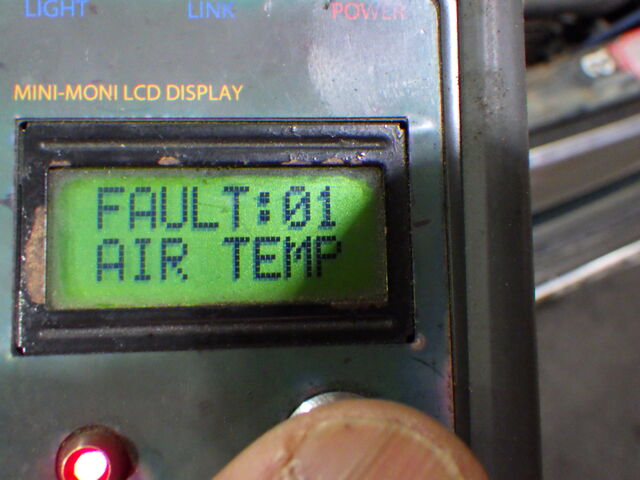 LIGHT LINK POWER
MINI-MONI LCD DISPLAY
FAULT:01
AIR TEMP